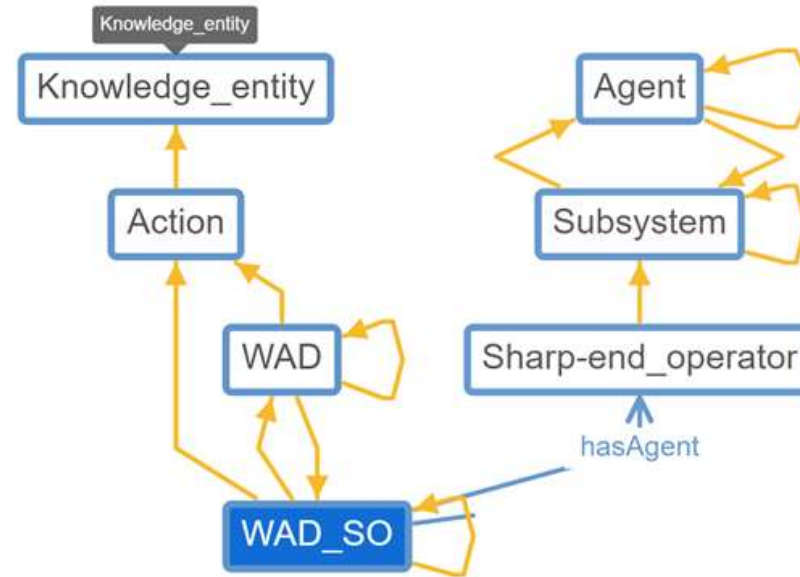 Knowledge_entity
Knowledge_entity
Agent
Action
Subsystem
WAD
Sharp-end_operator
hasAgent
WAD_SO